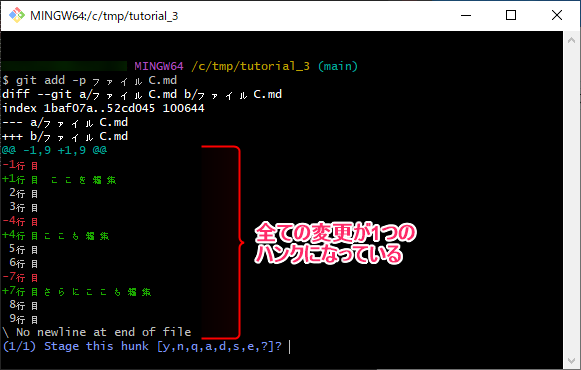 MINGW64:/c/tmp/tutorial_3
MINGW64 /c/tmp/tutorial_3 (main)
$ git add -p ファイル C.md
diff --git a/ファイル C.md b/ファイル C.md
index 1baf07a..52cd045 100644
--- a/ファイル C.md
+++ b/ファイル C.md
@@ -1,9 +1,9 @@
-1行目
+1行目 ここを編集
2行目
3行目
-4行目
+4行目ここも編集
5行目
6行目
-7行目
+7行目さらにここも編集
8行目
9行目
\ No newline at end of file
(1/1) Stage this hunk [y,n,q,a,d,s,e,?]?
全ての変更が1つの
ハンクになっている